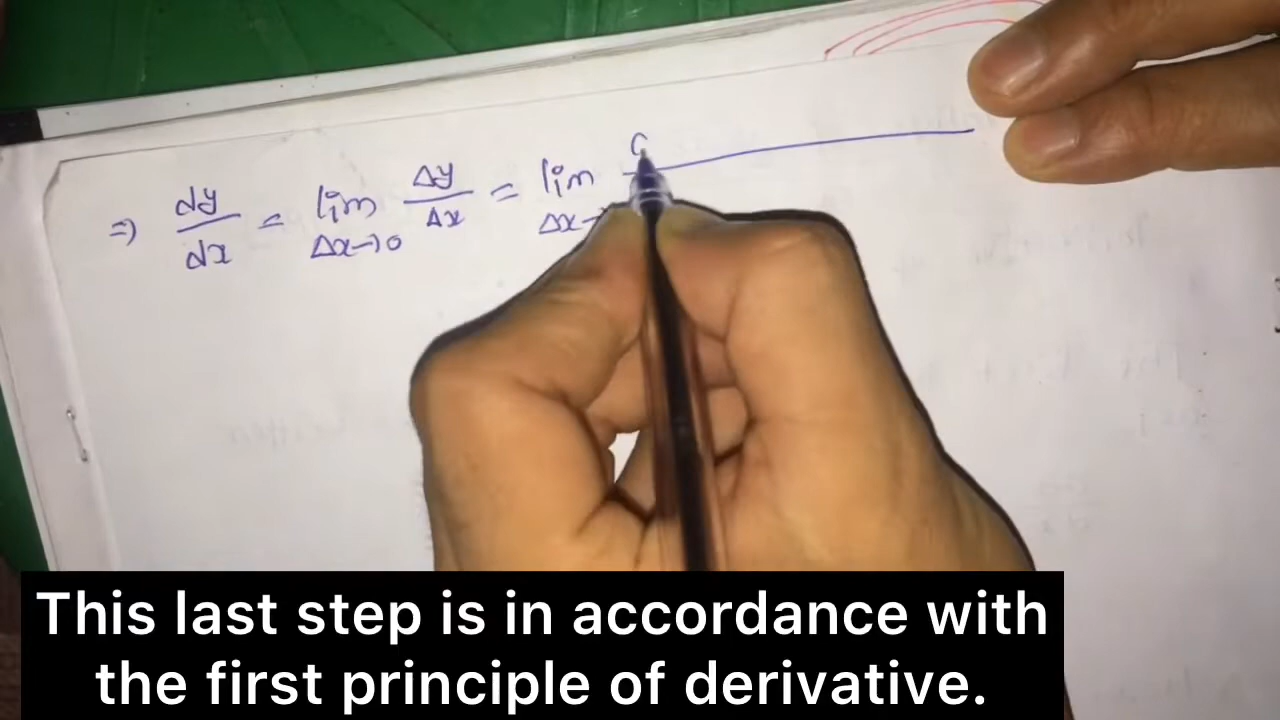 ⇒ dy/dx = lim Δx→0 Δy/Δx = lim Δx→
This last step is in accordance with
the first principle of derivative.